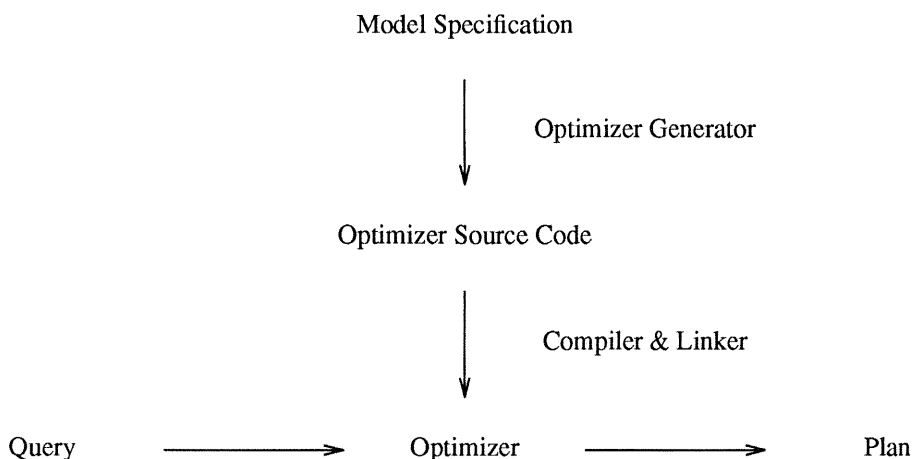 Model Specification
Optimizer Generator
Optimizer Source Code
Compiler & Linker
Query Optimizer Plan